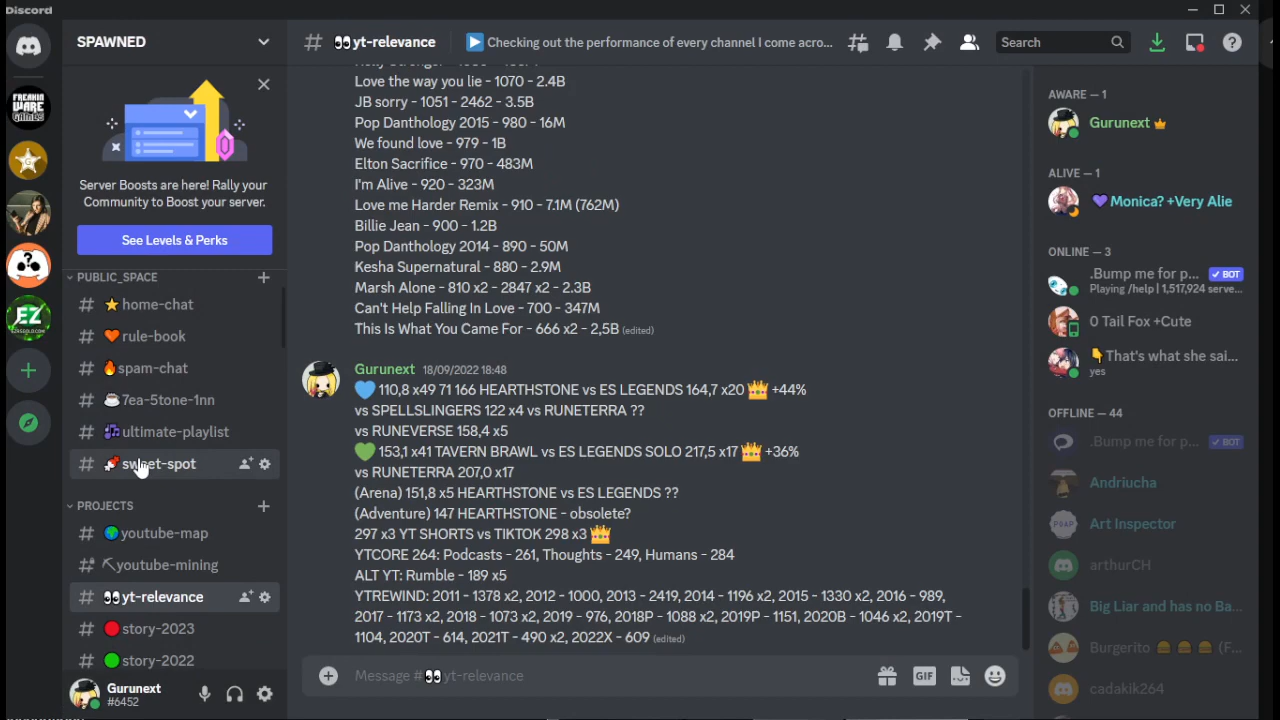 Discord
SPAWNED
Server Boosts are here! Rally your
Community to Boost your server.
See Levels & Perks
PUBLIC_SPACE
home-chat
rule-book
spam-chat
7ea-5tone-1nn
ultimate-playlist
sweet-spot
PROJECTS
youtube-map
youtube-mining
yt-relevance
story-2023
story-2022
Gurunext
#6452
FREAKIN
WARE
GAMES
EZ
yt-relevance
Checking out the performance of every channel I come acro...
Search
Love the way you lie - 1070 - 2.4B
JB sorry - 1051 - 2462 - 3.5B
Pop Danthology 2015 - 980 - 16M
We found love - 979 - 1B
Elton Sacrifice - 970 - 483M
I'm Alive - 920 - 323M
Love me Harder Remix - 910 - 7.1M (762M)
Billie Jean - 900 - 1.2B
Pop Danthology 2014 - 890 - 50M
Kesha Supernatural - 880 - 2.9M
Marsh Alone - 810 x2 - 2847 x2 - 2.3B
Can't Help Falling In Love - 700 - 347M
This Is What You Came For - 666 x2 - 2,5B (edited)
Gurunext 18/09/2022 18:48
💙 110,8 x49 71 166 HEARTHSTONE vs ES LEGENDS 164,7 x20 👑 +44%
vs SPELLSLINGERS 122 x4 vs RUNETERRA ??
vs RUNEVERSE 158,4 x5
💚 153,1 x41 TAVERN BRAWL vs ES LEGENDS SOLO 217,5 x17 👑 +36%
vs RUNETERRA 207,0 x17
(Arena) 151,8 x5 HEARTHSTONE vs ES LEGENDS ??
(Adventure) 147 HEARTHSTONE - obsolete?
297 x3 YT SHORTS vs TIKTOK 298 x3 👑
YTCORE 264: Podcasts - 261, Thoughts - 249, Humans - 284
ALT YT: Rumble - 189 x5
YTREWIND: 2011 - 1378 x2, 2012 - 1000, 2013 - 2419, 2014 - 1196 x2, 2015 - 1330 x2, 2016 - 989,
2017 - 1173 x2, 2018 - 1073 x2, 2019 - 976, 2018P - 1088 x2, 2019P - 1151, 2020B - 1046 x2, 2019T -
1104, 2020T - 614, 2021T - 490 x2, 2022X - 609 (edited)
Message #👀yt-relevance
GIF
AWARE — 1
Gurunext
ALIVE — 1
💜Monica? +Very Alie
ONLINE — 3
.Bump me for p... BOT
Playing /help | 1,517,924 serve...
0 Tail Fox +Cute
👇That's what she sai...
yes
OFFLINE — 44
.Bump me for p... BOT
Andriucha
Art Inspector
arthurCH
Big Liar and has no Ba...
Burgerito 🍔 🍔 🍔 (F...
cadakik264